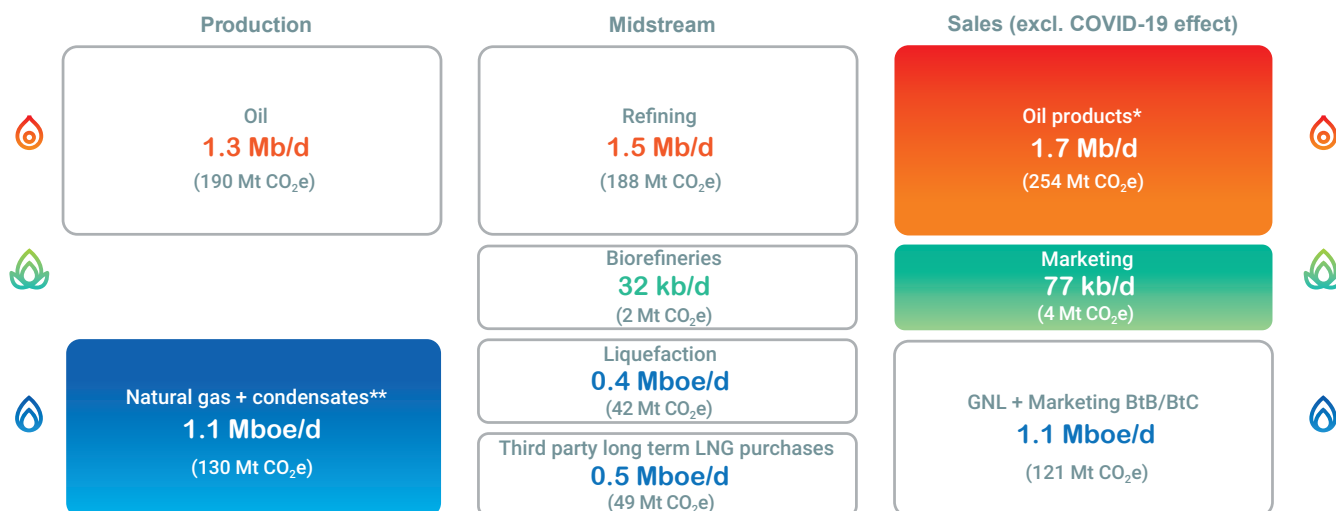 Production
Midstream
Sales (excl. COVID-19 effect)
Oil
1.3 Mb/d
(190 Mt CO₂e)
Refining
1.5 Mb/d
(188 Mt CO₂e)
Oil products*
1.7 Mb/d
(254 Mt CO₂e)
Biorefineries
32 kb/d
(2 Mt CO₂e)
Marketing
77 kb/d
(4 Mt CO₂e)
Natural gas + condensates**
1.1 Mboe/d
(130 Mt CO₂e)
Liquefaction
0.4 Mboe/d
(42 Mt CO₂e)
Third party long term LNG purchases
0.5 Mboe/d
(49 Mt CO₂e)
GNL + Marketing BtB/BtC
1.1 Mboe/d
(121 Mt CO₂e)